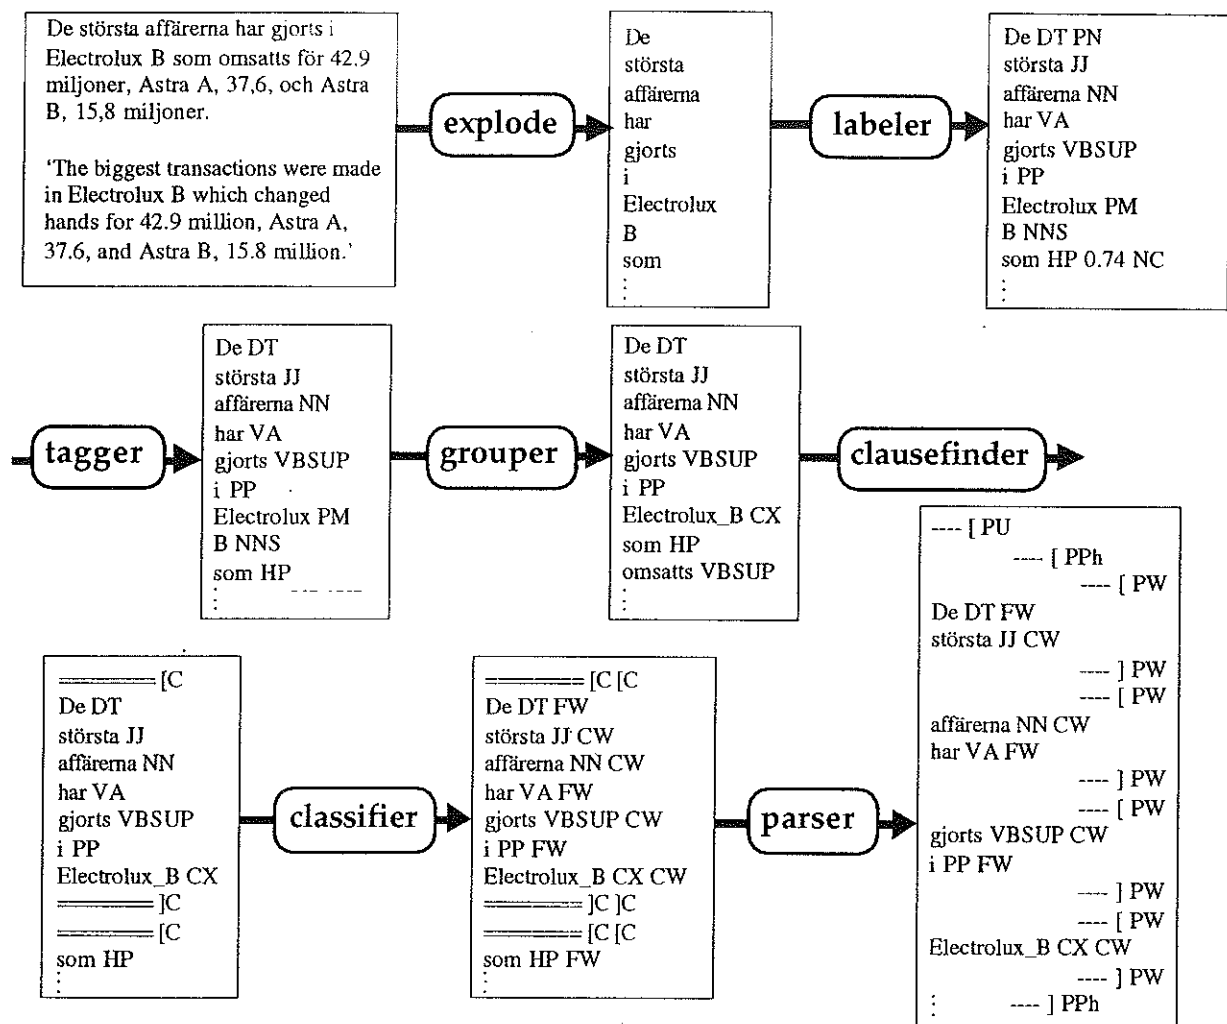 De största affärerna har gjorts i
Electrolux B som omsatts för 42.9
miljoner, Astra A, 37,6, och Astra
B, 15,8 miljoner.
'The biggest transactions were made
in Electrolux B which changed
hands for 42.9 million, Astra A,
37.6, and Astra B, 15.8 million.'
explode
De
största
affärerna
har
gjorts
i
Electrolux
B
som
:
labeler
De DT PN
största JJ
affärerna NN
har VA
gjorts VBSUP
i PP
Electrolux PM
B NNS
som HP 0.74 NC
:
tagger
De DT
största JJ
affärerna NN
har VA
gjorts VBSUP
i PP
Electrolux PM
B NNS
som HP
:
grouper
De DT
största JJ
affärerna NN
har VA
gjorts VBSUP
i PP
Electrolux_B CX
som HP
omsatts VBSUP
:
clausefinder
======== [C
De DT
största JJ
affärerna NN
har VA
gjorts VBSUP
i PP
Electrolux_B CX
======== ]C
======== [C
som HP
:
classifier
======== [C [C
De DT FW
största JJ CW
affärerna NN CW
har VA FW
gjorts VBSUP CW
i PP FW
Electrolux_B CX CW
======== ]C ]C
======== [C [C
som HP FW
:
parser
---- [ PU
---- [ PPh
---- [ PW
De DT FW
största JJ CW
---- ] PW
---- [ PW
affärerna NN CW
har VA FW
---- ] PW
---- [ PW
gjorts VBSUP CW
i PP FW
---- ] PW
---- [ PW
Electrolux_B CX CW
---- ] PW
: ---- ] PPh